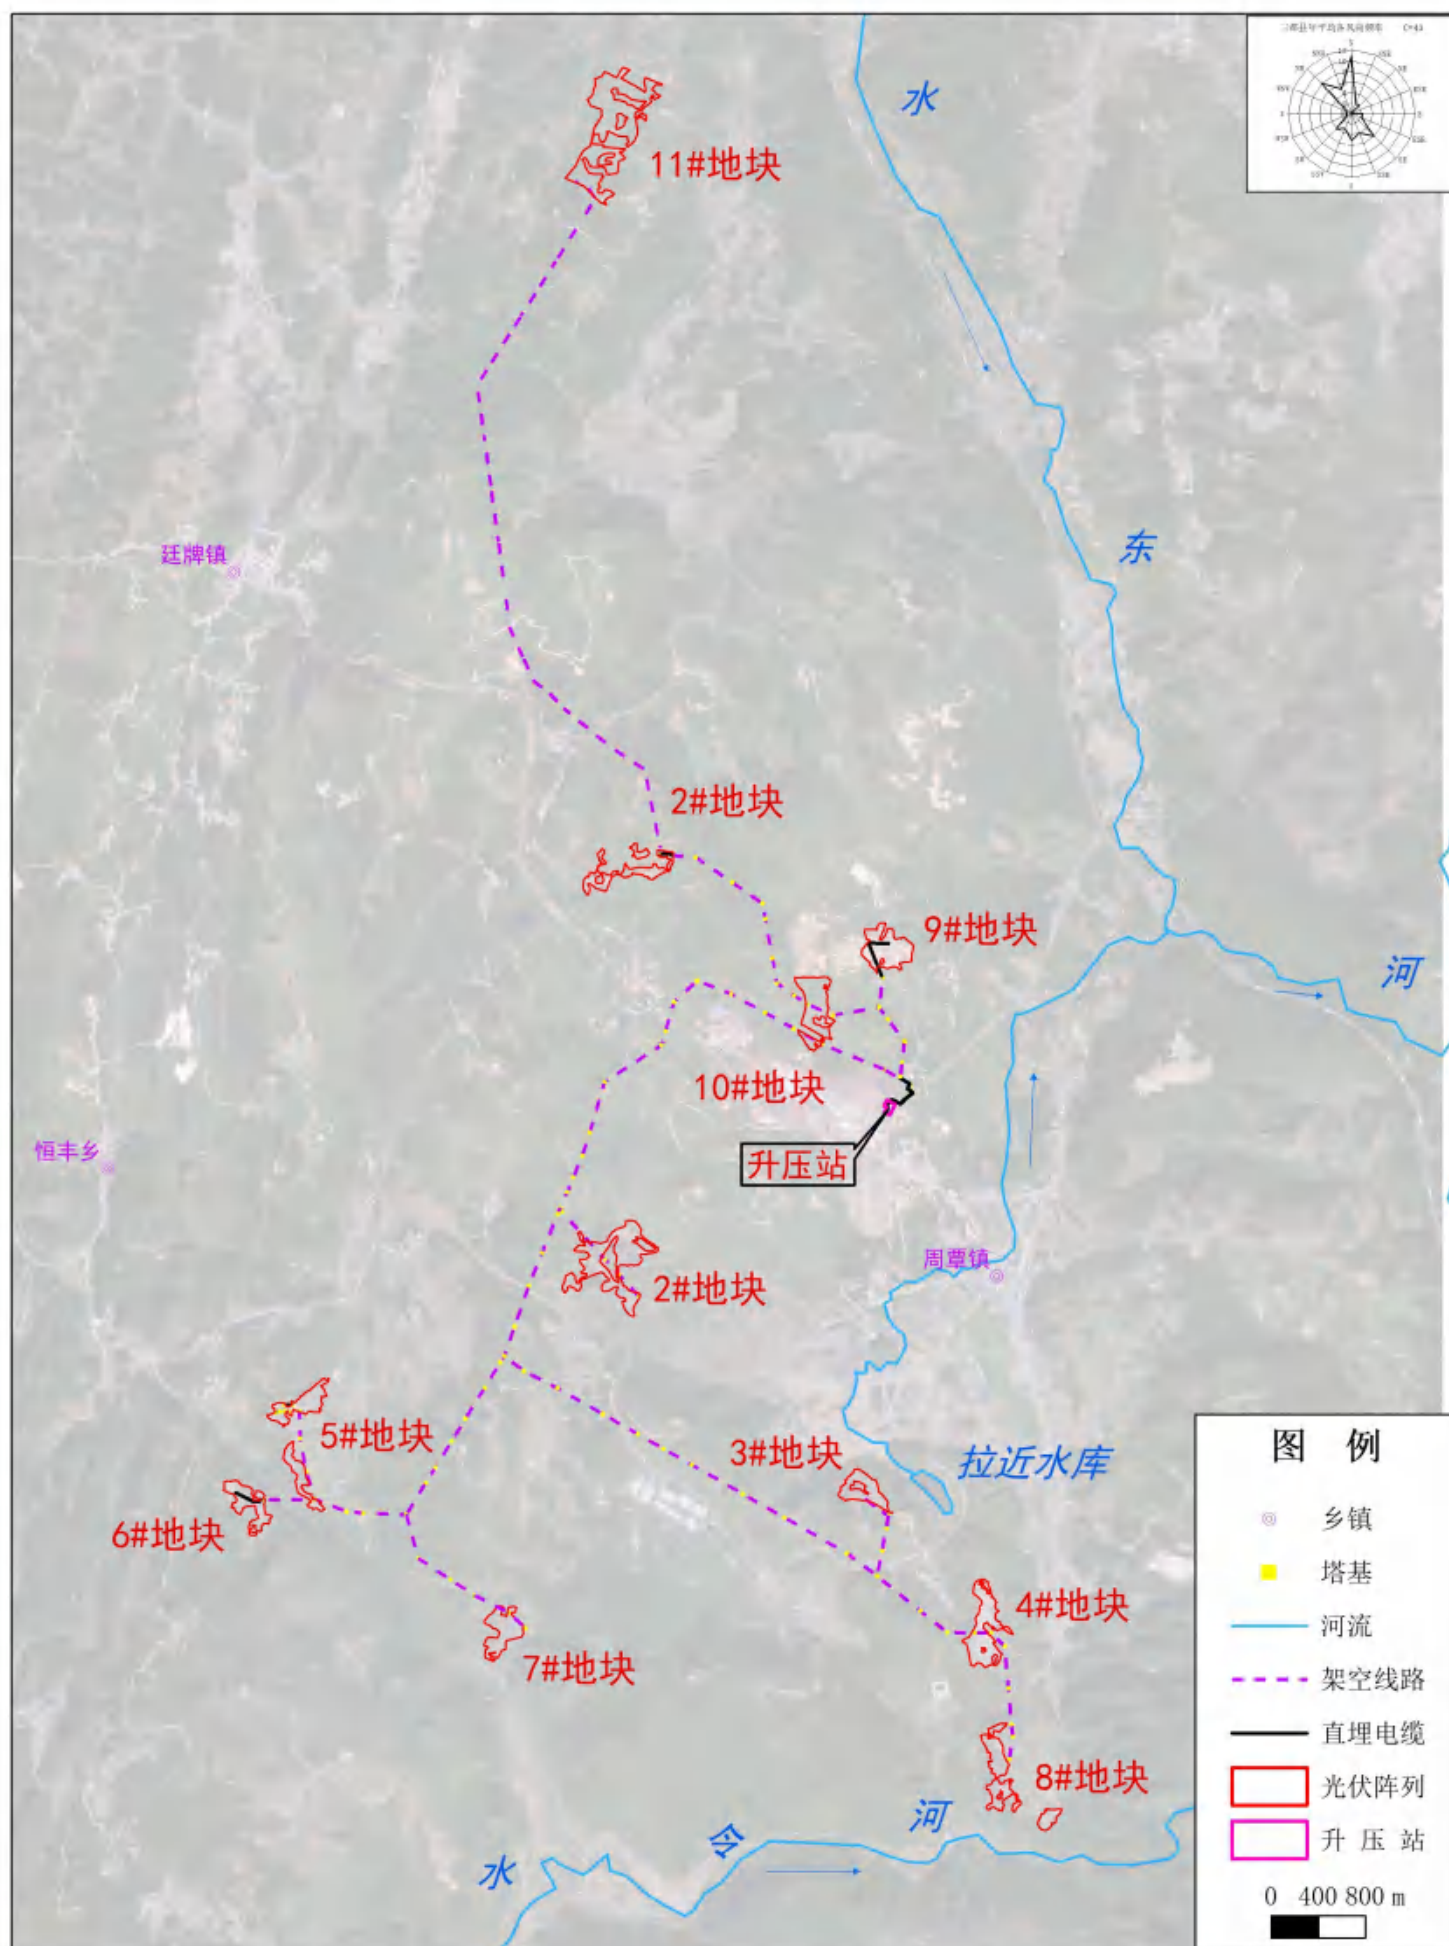 水
11#地块
东
廷牌镇
2#地块
9#地块
河
10#地块
恒丰乡
升压站
周覃镇
2#地块
5#地块
3#地块
拉近水库
6#地块
4#地块
7#地块
8#地块
河
令
水
图 例
乡镇
塔基
河流
架空线路
直埋电缆
光伏阵列
升 压 站
0 400 800 m